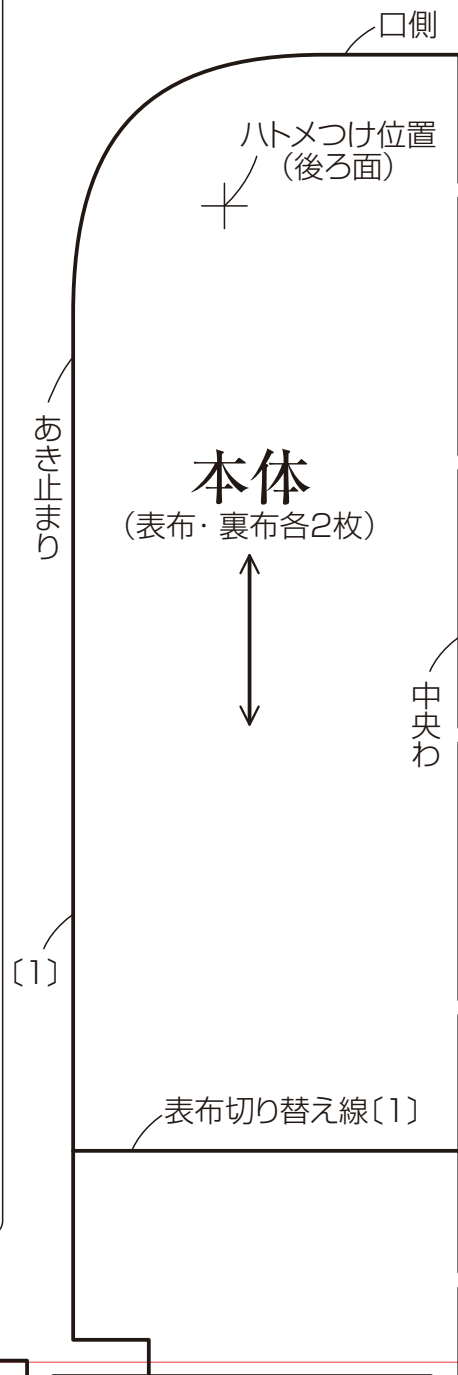 口側
ハトメつけ位置
（後ろ面）
あき止まり
本体
（表布・裏布各2枚）
中央わ
〔1〕
表布切り替え線〔1〕